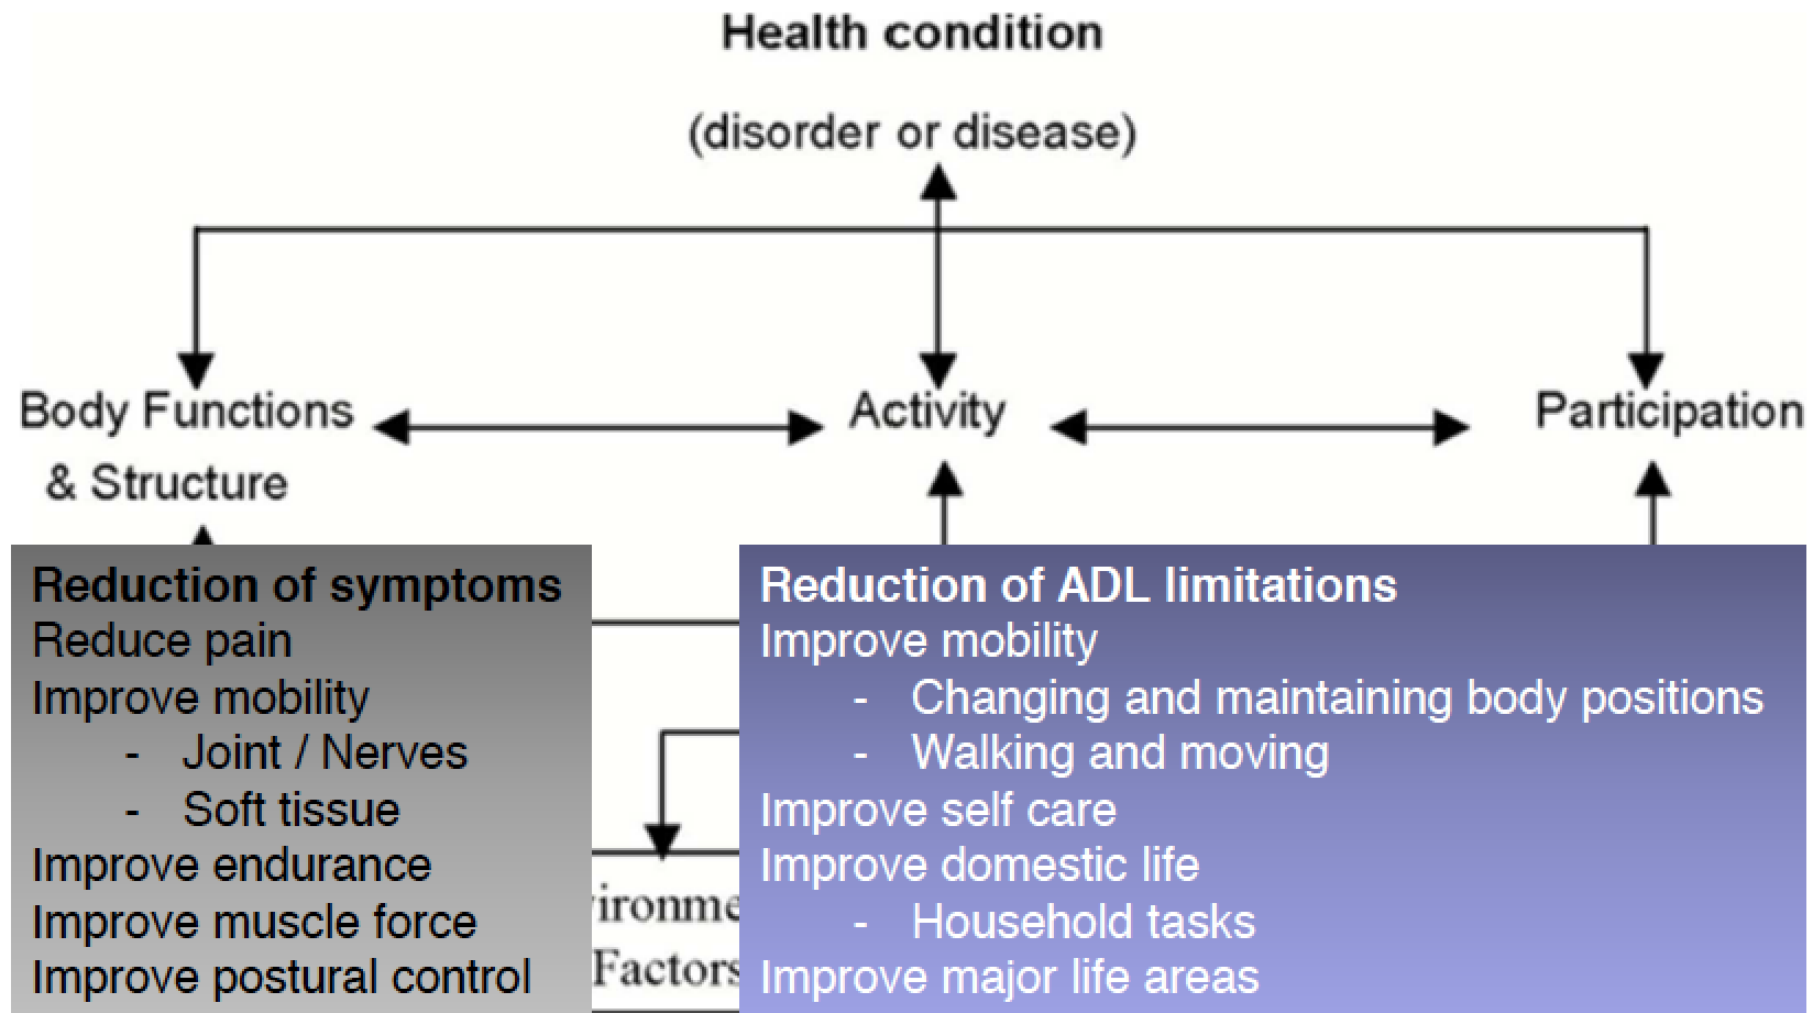 Health condition
(disorder or disease)
Body Functions
& Structure
Activity
Participation
Reduction of symptoms
Reduce pain
Improve mobility
- Joint / Nerves
- Soft tissue
Improve endurance
Improve muscle force
Improve postural control
Factors
Reduction of ADL limitations
Improve mobility
- Changing and maintaining body positions
- Walking and moving
Improve self care
Improve domestic life
- Household tasks
Improve major life areas